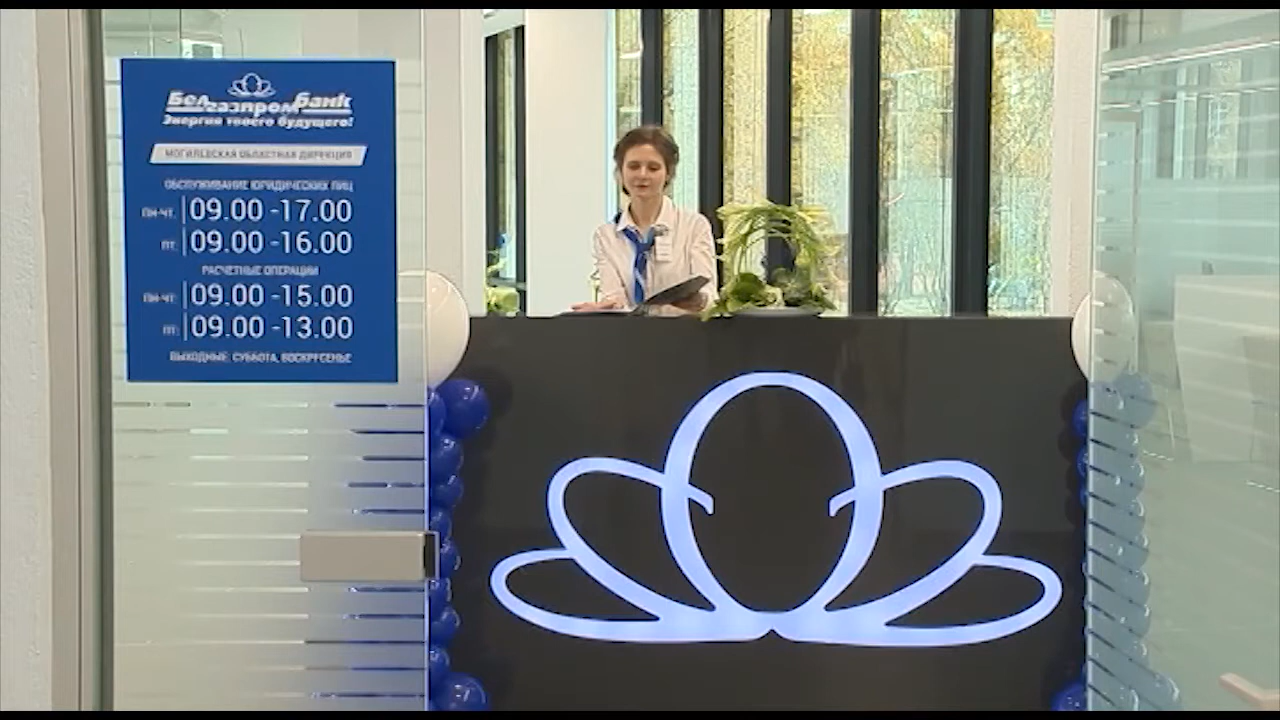 Белгазпромбанк
Энергия твоего будущего!
МОГИЛЕВСКАЯ ОБЛАСТНАЯ ДИРЕКЦИЯ
ОБСЛУЖИВАНИЕ ЮРИДИЧЕСКИХ ЛИЦ
ПН-ЧТ. 09.00 -17.00
ПТ. 09.00 -16.00
РАСЧЕТНЫЕ ОПЕРАЦИИ
ПН-ЧТ. 09.00 -15.00
ПТ. 09.00 -13.00
ВЫХОДНЫЕ: СУББОТА, ВОСКРЕСЕНЬЕ